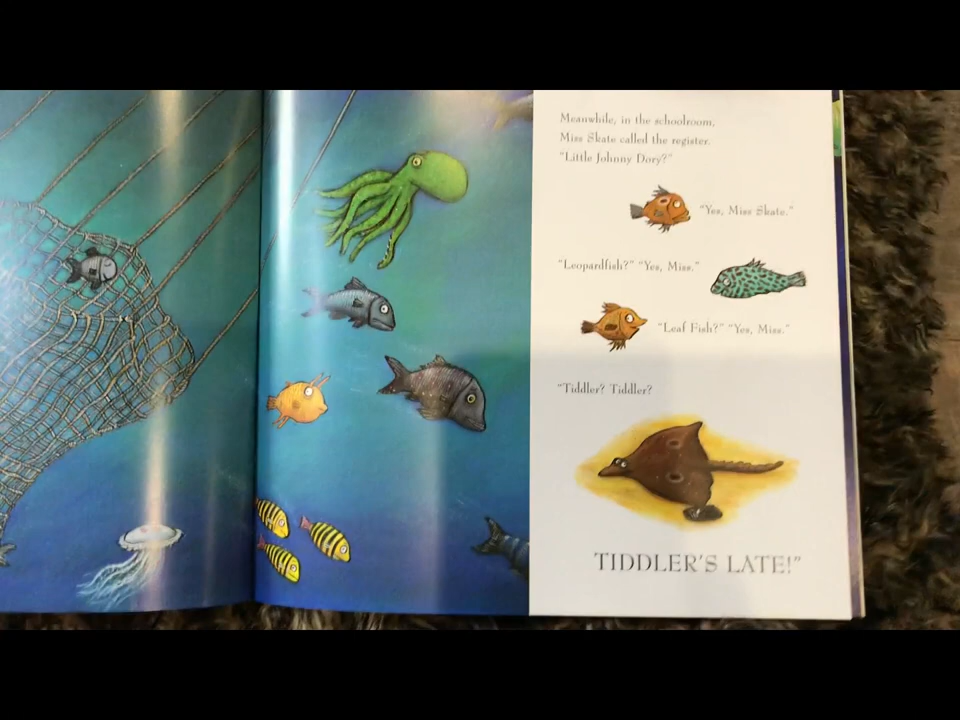 Meanwhile, in the schoolroom,
Miss Skate called the register.
"Little Johnny Dory?"
"Yes, Miss Skate."
"Leopardfish?" "Yes, Miss."
"Leaf Fish?" "Yes, Miss."
"Tiddler? Tiddler?
TIDDLER'S LATE!"